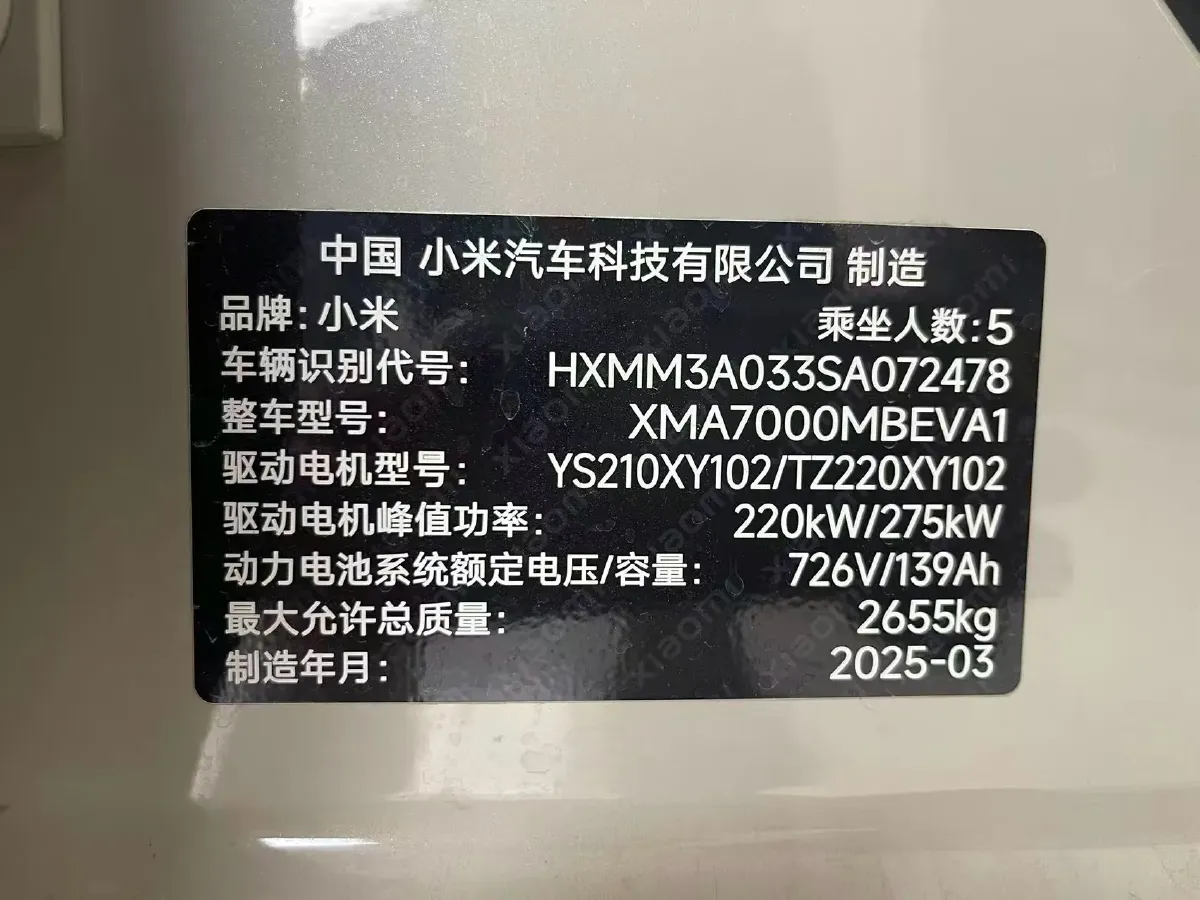 中国 小米汽车科技有限公司 制造
品牌：小米 乘坐人数：5
车辆识别代号： HXMM3A033SA072478
整车型号： XMA7000MBEVA1
驱动电机型号： YS210XY102/TZ220XY102
驱动电机峰值功率： 220kW/275kW
动力电池系统额定电压/容量： 726V/139Ah
最大允许总质量： 2655kg
制造年月： 2025-03